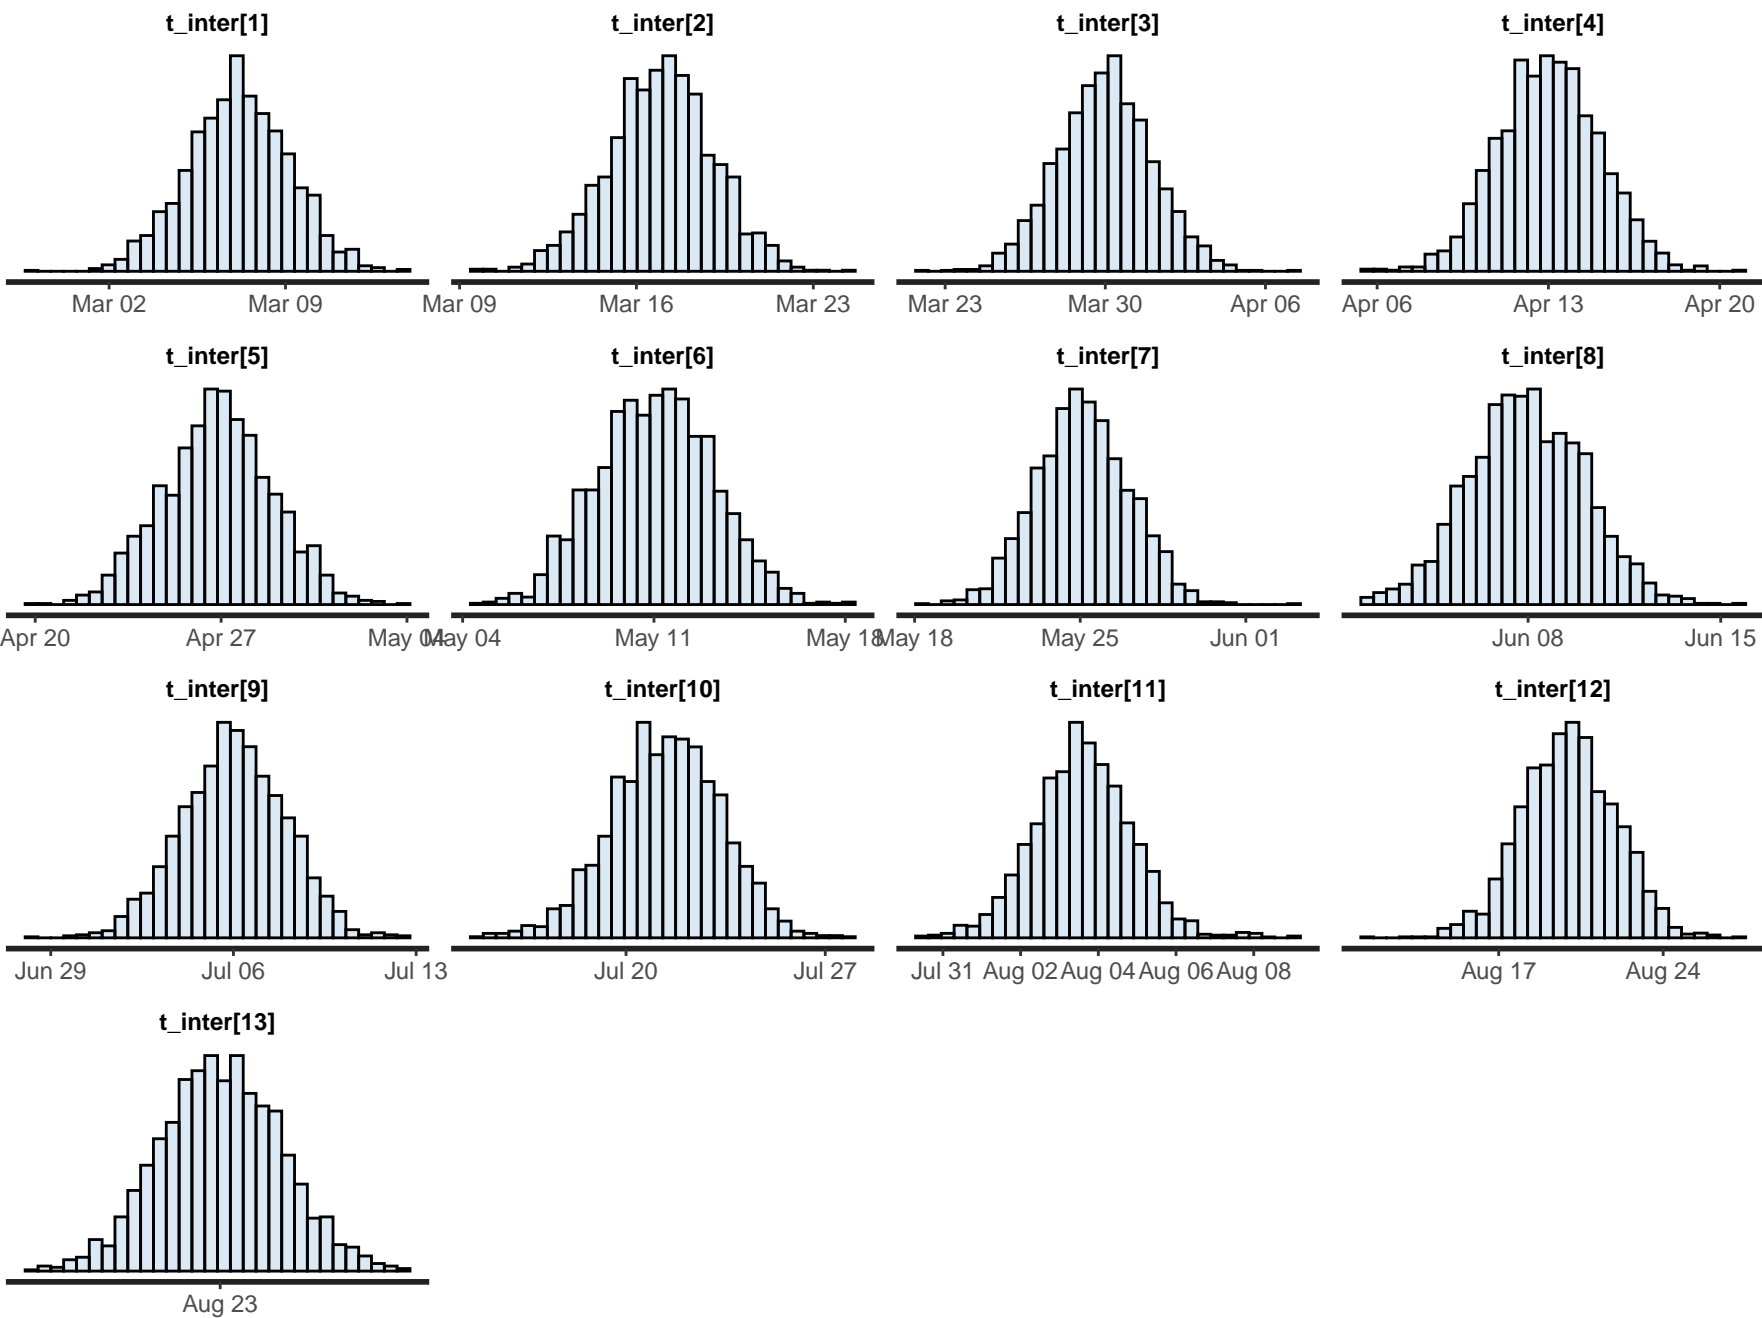 t_inter[1] t_inter[2] t_inter[3] t_inter[4]
Mar 02 Mar 09 Mar 09 Mar 16 Mar 23 Mar 23 Mar 30 Apr 06 Apr 06 Apr 13 Apr 20
t_inter[5] t_inter[6] t_inter[7] t_inter[8]
Apr 20 Apr 27 May 04 May 04 May 11 May 18 May 18 May 25 Jun 01 Jun 08 Jun 15
t_inter[9] t_inter[10] t_inter[11] t_inter[12]
Jun 29 Jul 06 Jul 13 Jul 20 Jul 27 Jul 31 Aug 02 Aug 04 Aug 06 Aug 08 Aug 17 Aug 24
t_inter[13]
Aug 23